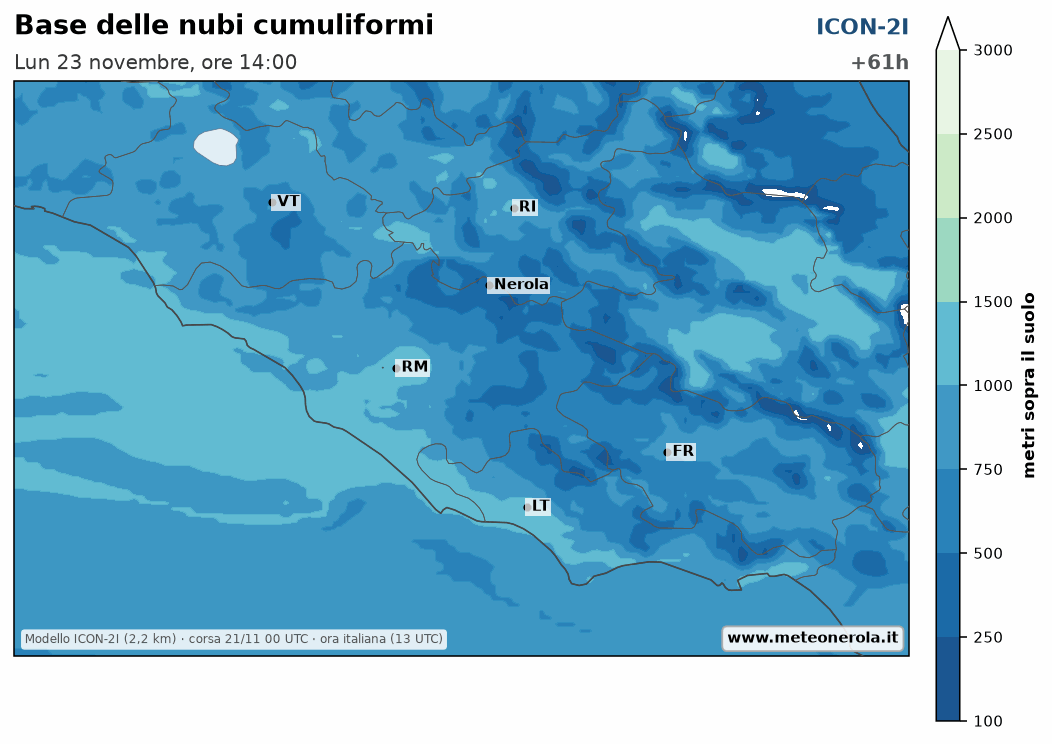 Base delle nubi cumuliformi
ICON-2I
Lun 23 novembre, ore 14:00
+61h
VT
RI
Nerola
RM
FR
LT
Modello ICON-2I (2,2 km) · corsa 21/11 00 UTC · ora italiana (13 UTC)
www.meteonerola.it
3000
2500
2000
1500
1000
750
500
250
100
metri sopra il suolo